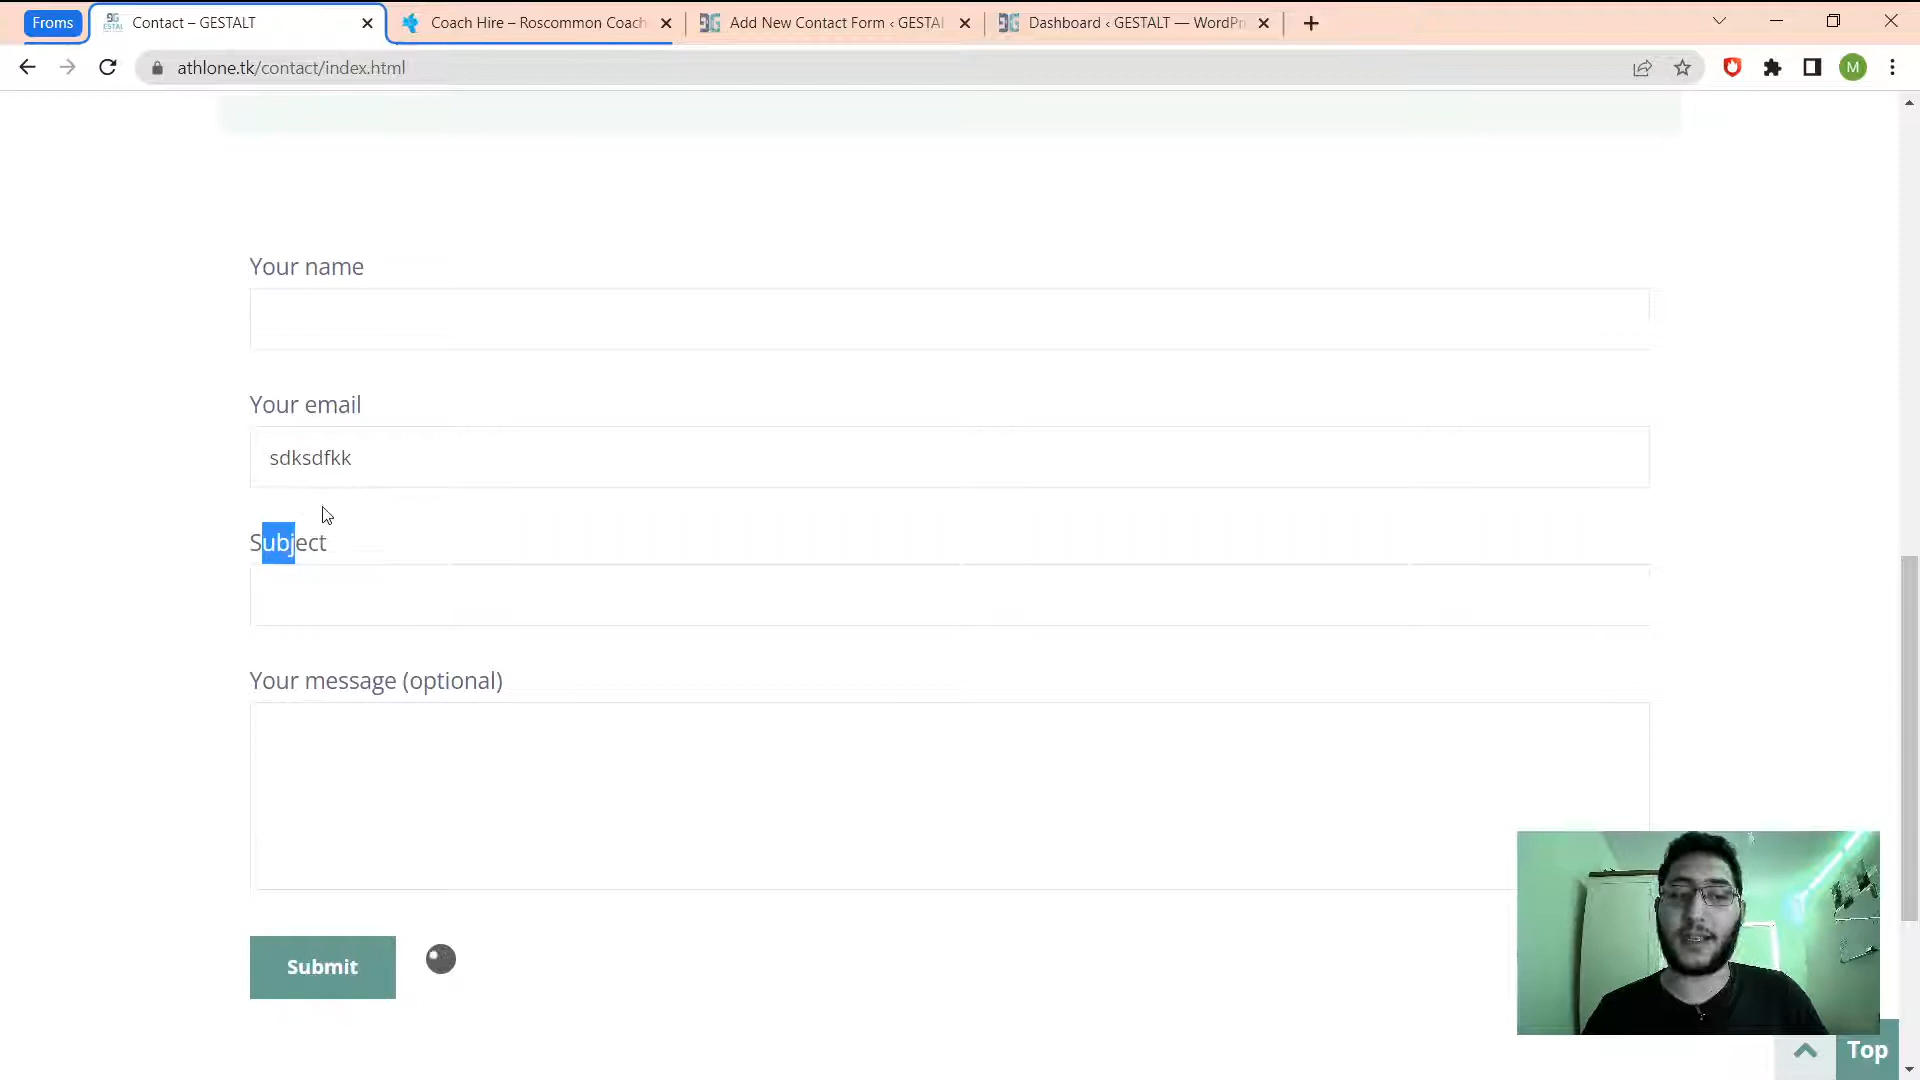 Froms
Contact – GESTALT
Coach Hire – Roscommon Coach
Add New Contact Form ‹ GESTAL
Dashboard ‹ GESTALT — WordPr
athlone.tk/contact/index.html
M
Your name
Your email
sdksdfkk
Subject
Your message (optional)
Submit
Top